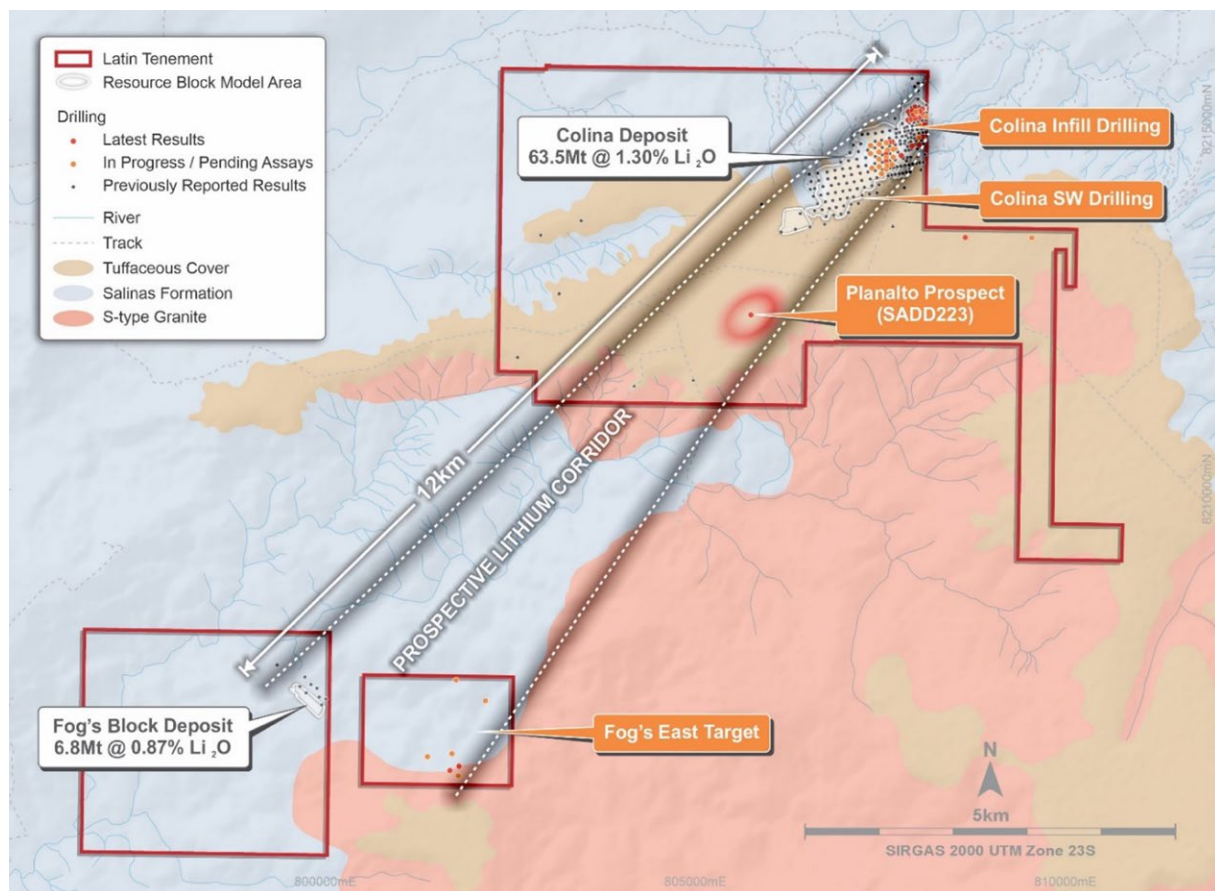 Latin Tenement
Resource Block Model Area
Drilling
Latest Results
In Progress / Pending Assays
Previously Reported Results
River
Track
Tuffaceous Cover
Salinas Formation
S-type Granite
Colina Deposit
63.5Mt @ 1.30% Li₂O
Colina Infill Drilling
Colina SW Drilling
Planalto Prospect
(SADD223)
8215000mN
12km
PROSPECTIVE LITHIUM CORRIDOR
8210000mN
Fog's Block Deposit
6.8Mt @ 0.87% Li₂O
Fog's East Target
N
5km
SIRGAS 2000 UTM Zone 23S
800000mE
805000mE
810000mE